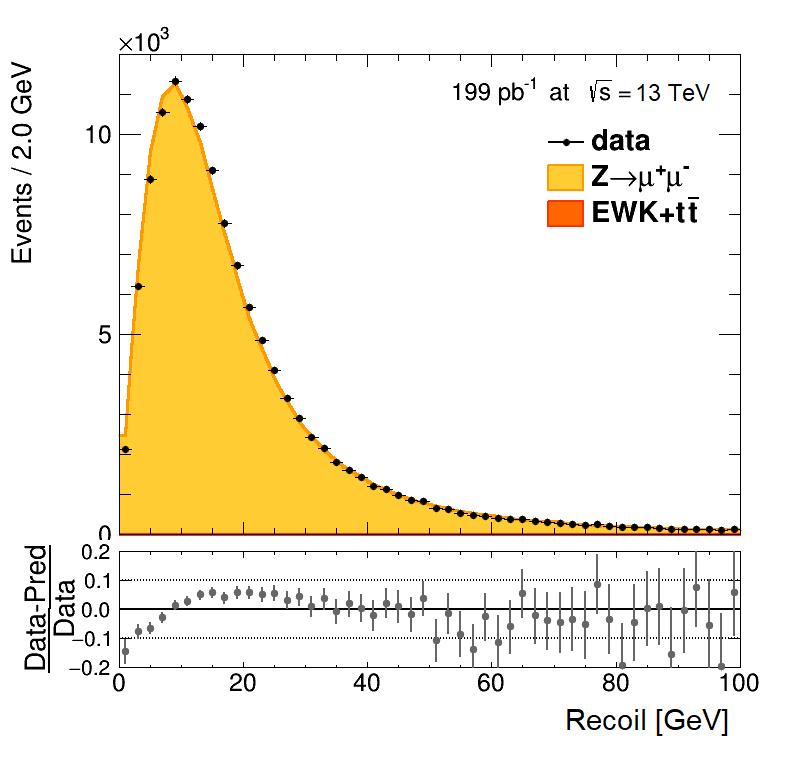 ×10³
Events / 2.0 GeV
199 pb⁻¹ at √s = 13 TeV
data
Z→μ⁺μ⁻
EWK+tt̄
10
5
0
Data-Pred
Data
0.2
0.1
0.0
−0.1
−0.2
0 20 40 60 80 100
Recoil [GeV]